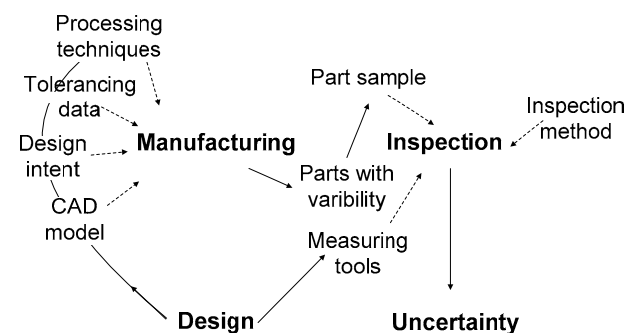 Processing
techniques
Tolerancing
data
Design
intent
CAD
model
Manufacturing
Part sample
Parts with
varibility
Measuring
tools
Inspection
Inspection
method
Design
Uncertainty